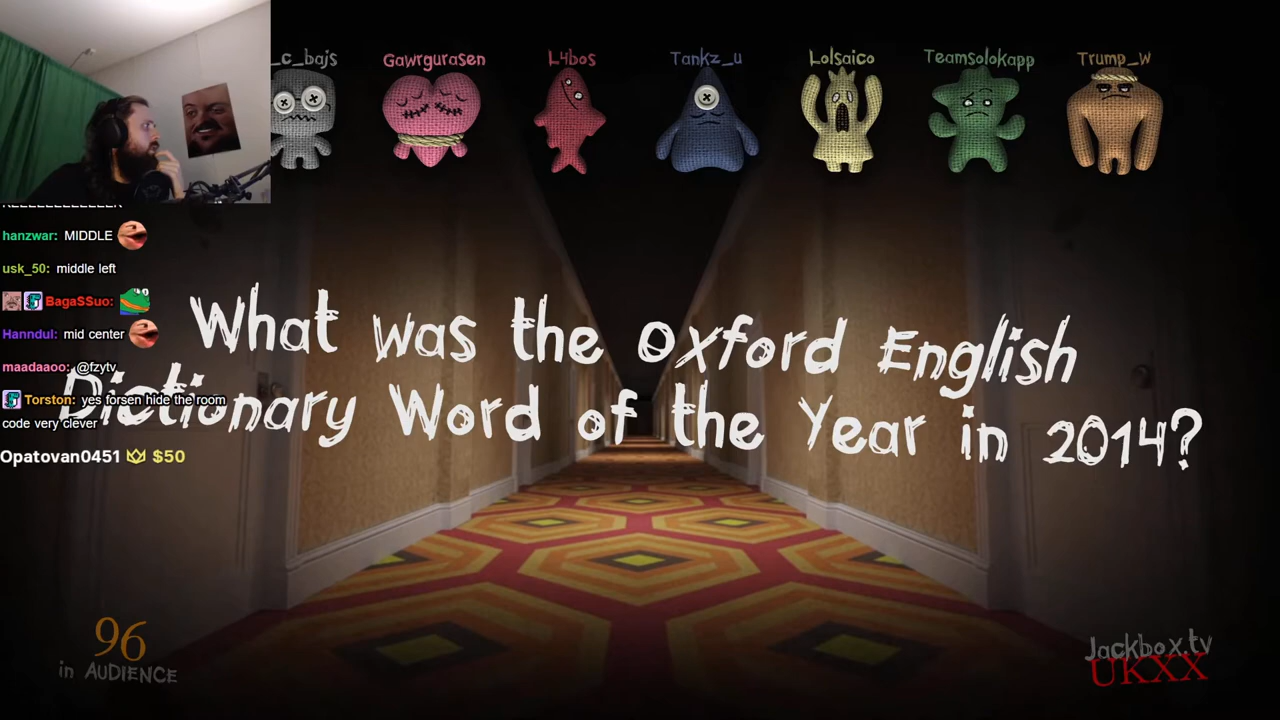 _c_bajs
Gawrgurasen
L4bos
Tankz_u
Lolsaico
Teamsolokapp
Trump_w
hanzwar: MIDDLE
usk_50: middle left
BagaSSuo:
Hanndul: mid center
maadaaoo: @fzytv
Torston: yes forsen hide the room
code very clever
Opatovan0451 $50
What was the Oxford English
Dictionary Word of the Year in 2014?
96
in AUDIENCE
Jackbox.tv
UKXX